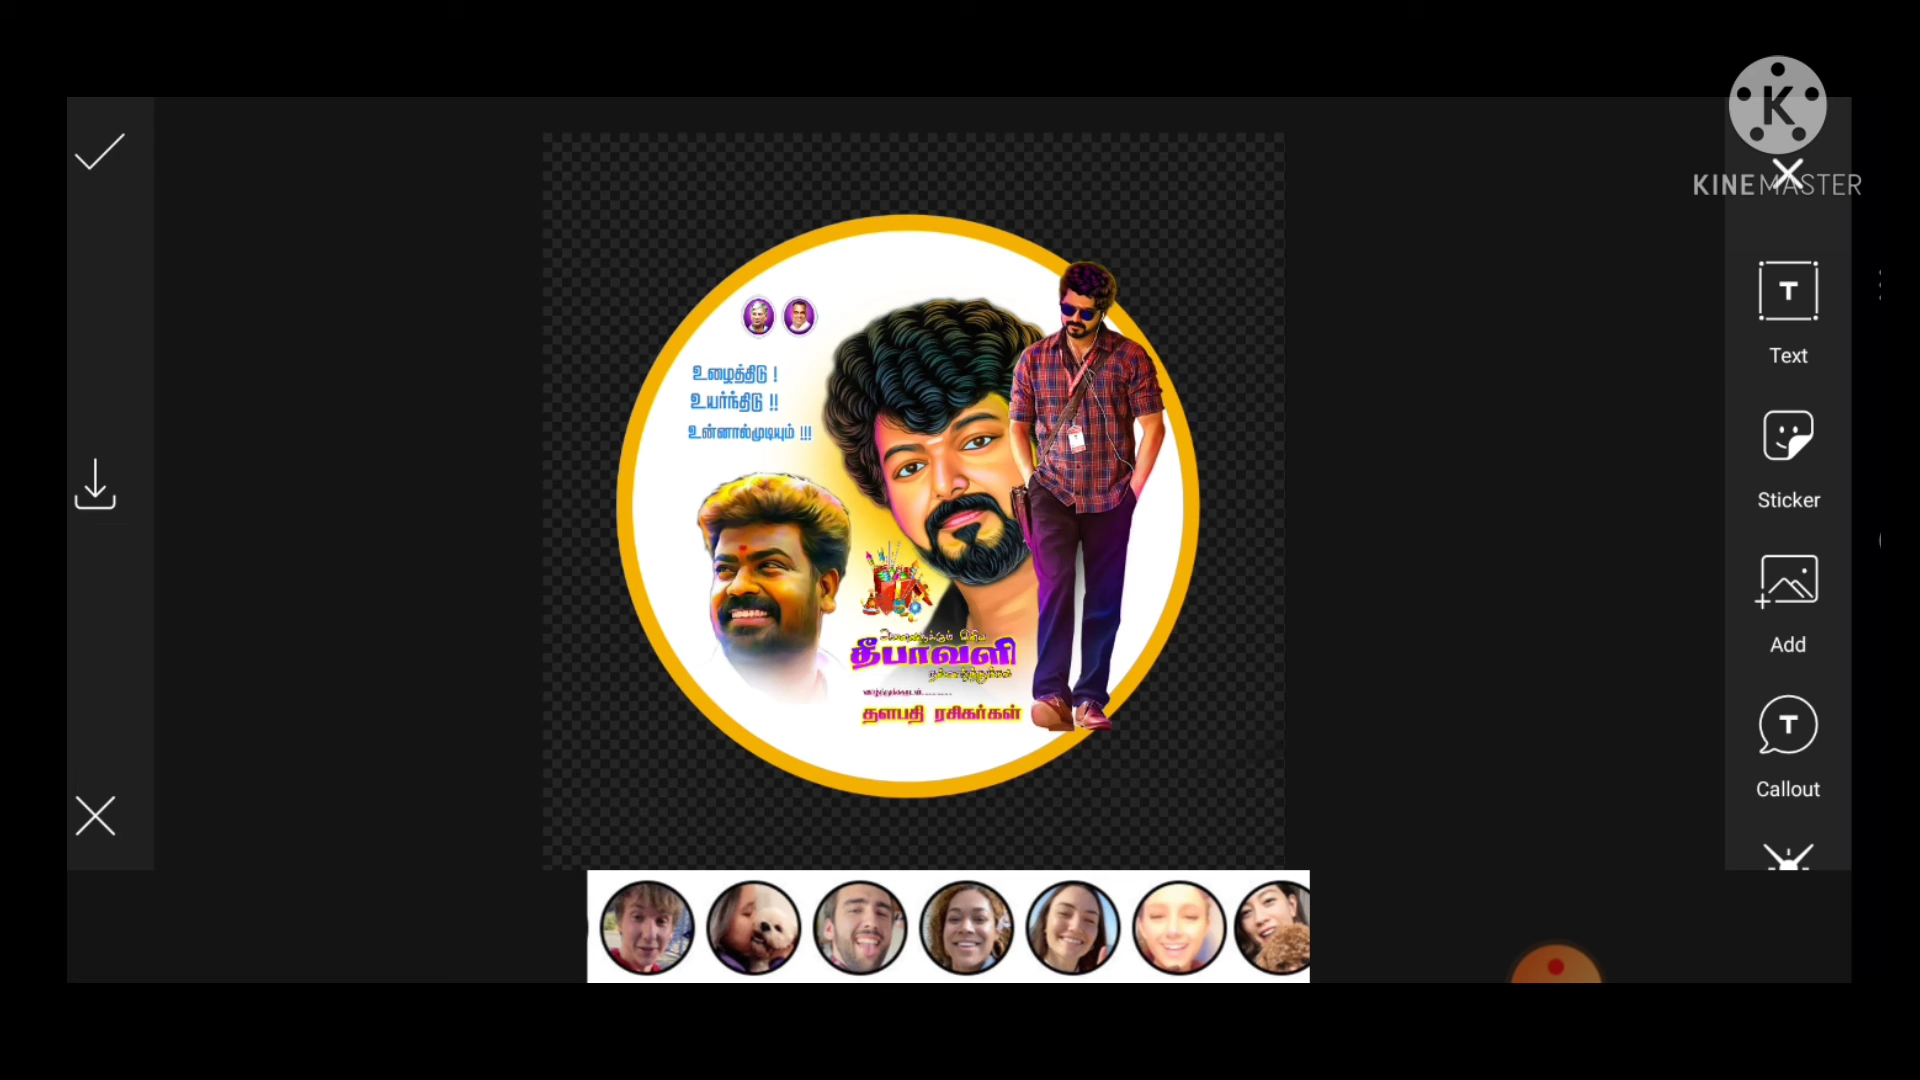 K
KINEMASTER
T
Text
Sticker
Add
T
Callout
உழைத்திடு !
உயர்ந்திடு !!
உன்னால்முடியும் !!!
தீபாவளி
தளபதி ரசிகர்கள்